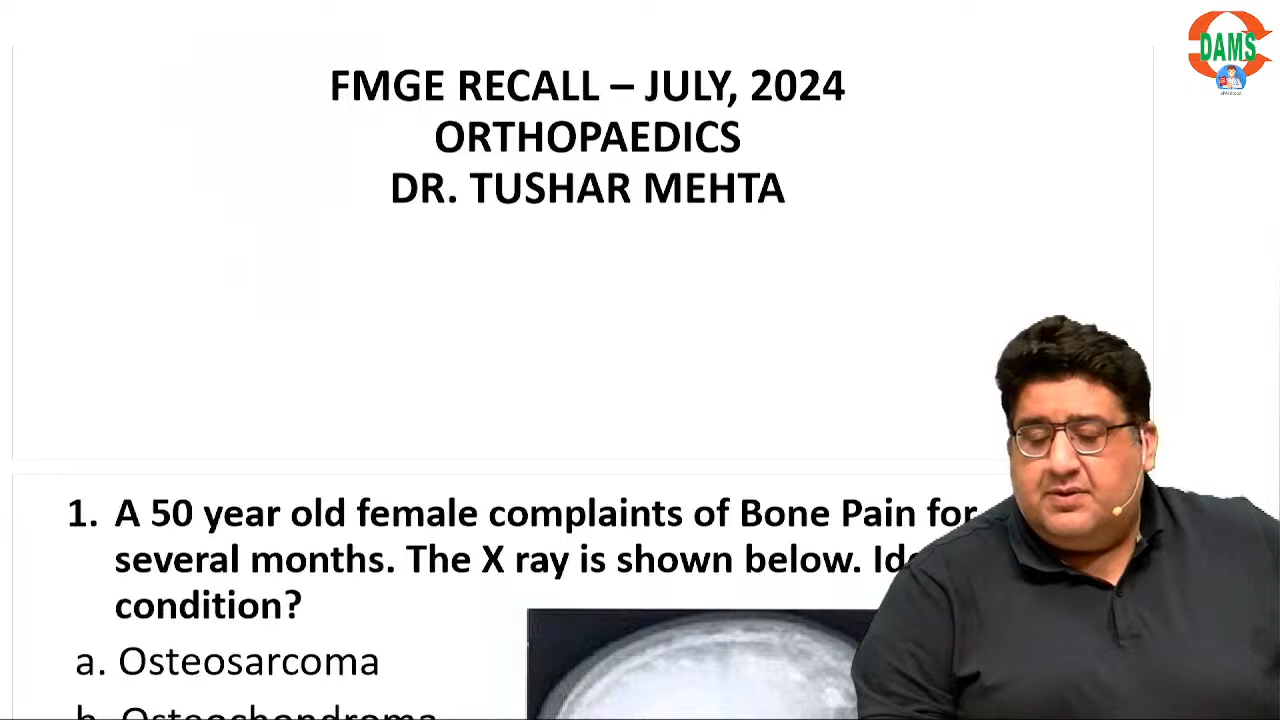 DAMS
FMGE RECALL – JULY, 2024
ORTHOPAEDICS
DR. TUSHAR MEHTA
1. A 50 year old female complaints of Bone Pain for
several months. The X ray is shown below.
condition?
a. Osteosarcoma
b. Osteochondroma